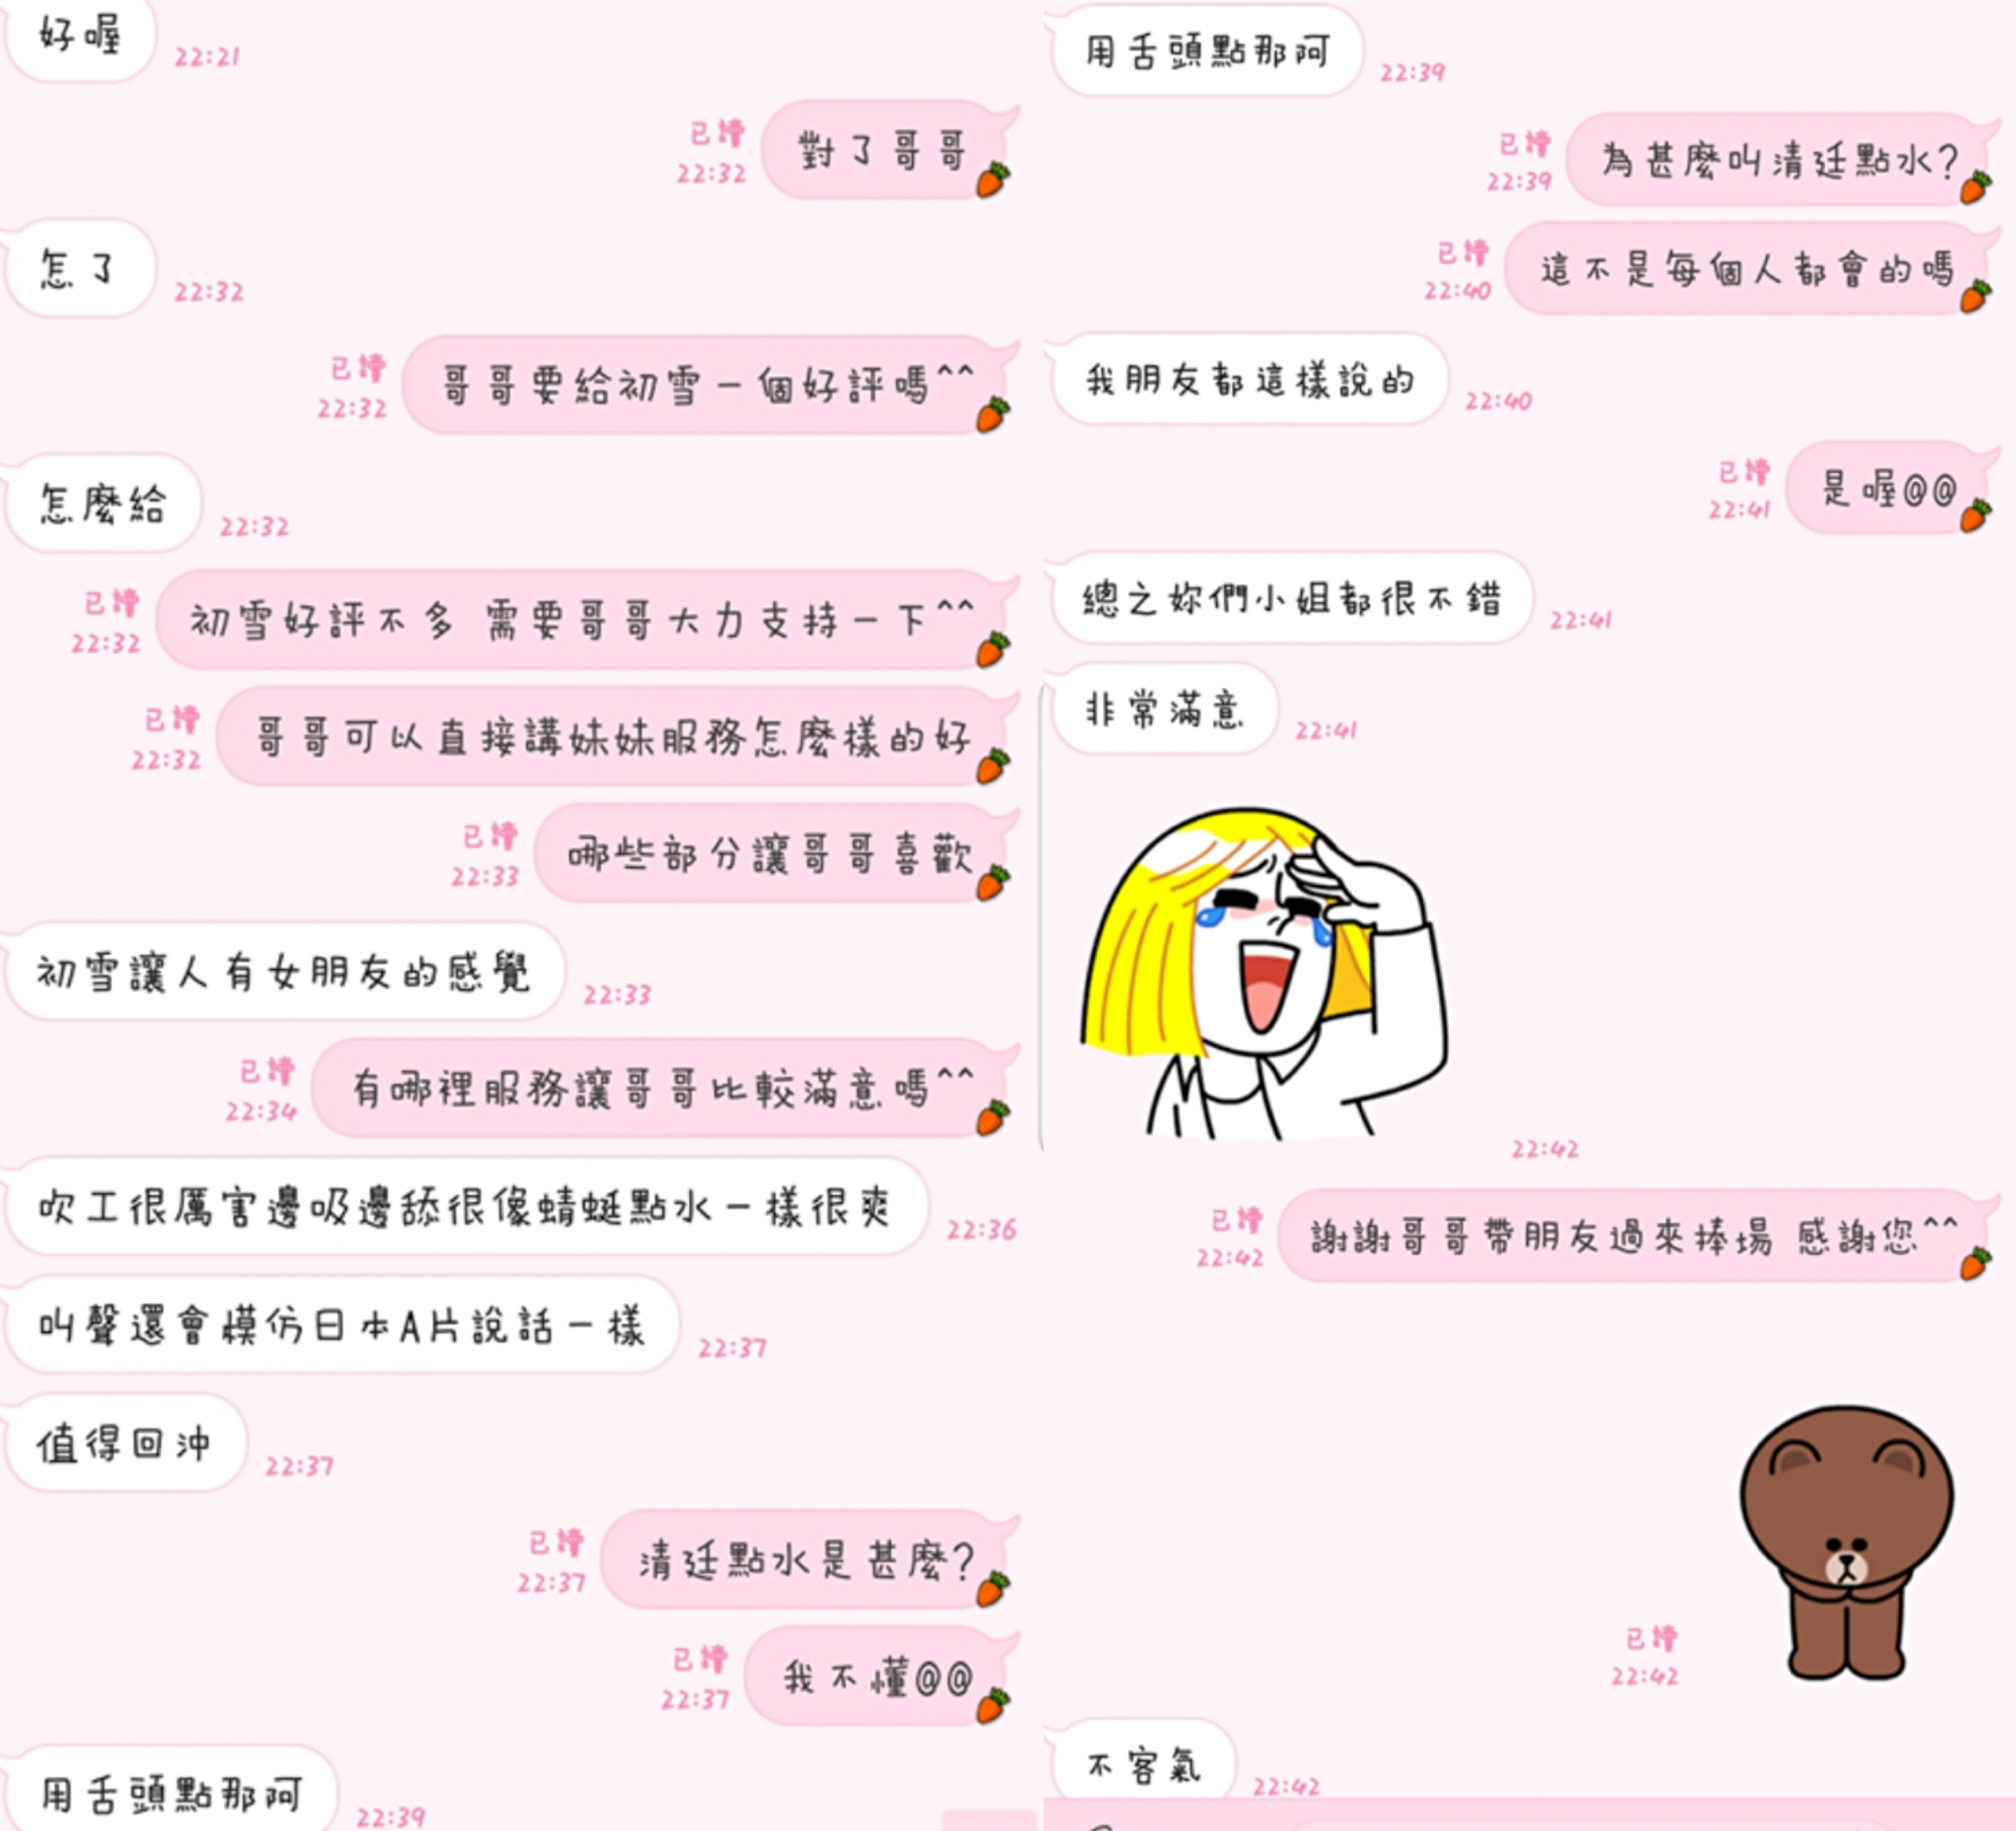 好喔
22:21
對了哥哥
已讀
22:32
怎了
22:32
哥哥要給初雪一個好評嗎^^
已讀
22:32
怎麼給
22:32
初雪好評不多 需要哥哥大力支持一下^^
已讀
22:32
哥哥可以直接講妹妹服務怎麼樣的好
已讀
22:32
哪些部分讓哥哥喜歡
已讀
22:33
初雪讓人有女朋友的感覺
22:33
有哪裡服務讓哥哥比較滿意嗎^^
已讀
22:34
吹工很厲害邊吸邊舔很像蜻蜓點水一樣很爽
22:36
叫聲還會模仿日本A片說話一樣
22:37
值得回沖
22:37
清廷點水是甚麼?
已讀
22:37
我不懂@@
已讀
22:37
用舌頭點那阿
22:39
用舌頭點那阿
22:39
為甚麼叫清廷點水?
已讀
22:39
這不是每個人都會的嗎
已讀
22:40
我朋友都這樣說的
22:40
是喔@@
已讀
22:41
總之妳們小姐都很不錯
22:41
非常滿意
22:41
22:42
謝謝哥哥帶朋友過來捧場 感謝您^^
已讀
22:42
已讀
22:42
不客氣
22:42